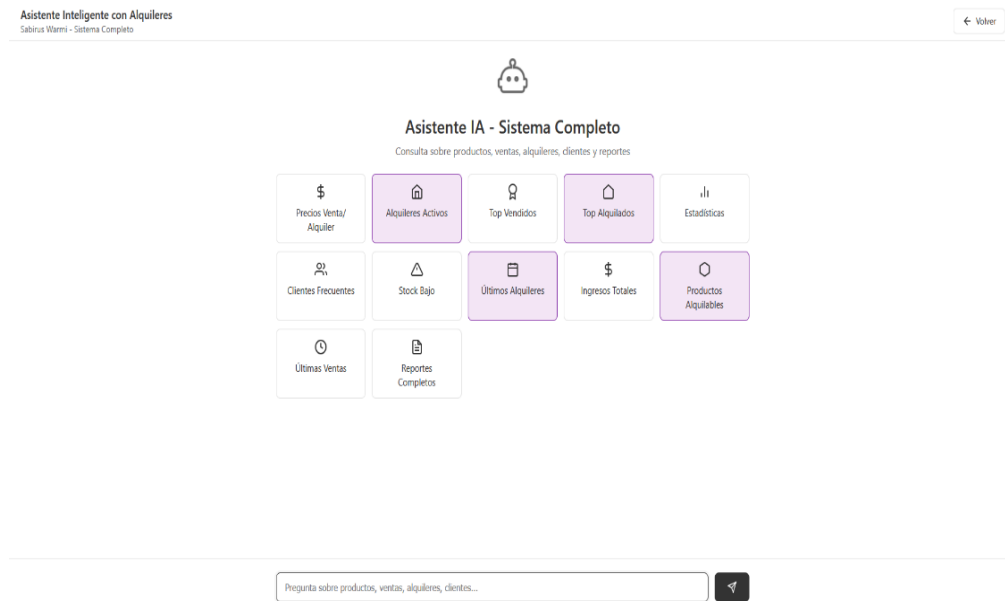 Asistente Inteligente con Alquileres
Sabirus Warmi - Sistema Completo
← Volver
Asistente IA - Sistema Completo
Consulta sobre productos, ventas, alquileres, clientes y reportes
Precios Venta/
Alquiler
Alquileres Activos
Top Vendidos
Top Alquilados
Estadísticas
Clientes Frecuentes
Stock Bajo
Últimos Alquileres
Ingresos Totales
Productos
Alquilables
Últimas Ventas
Reportes
Completos
Pregunta sobre productos, ventas, alquileres, clientes...